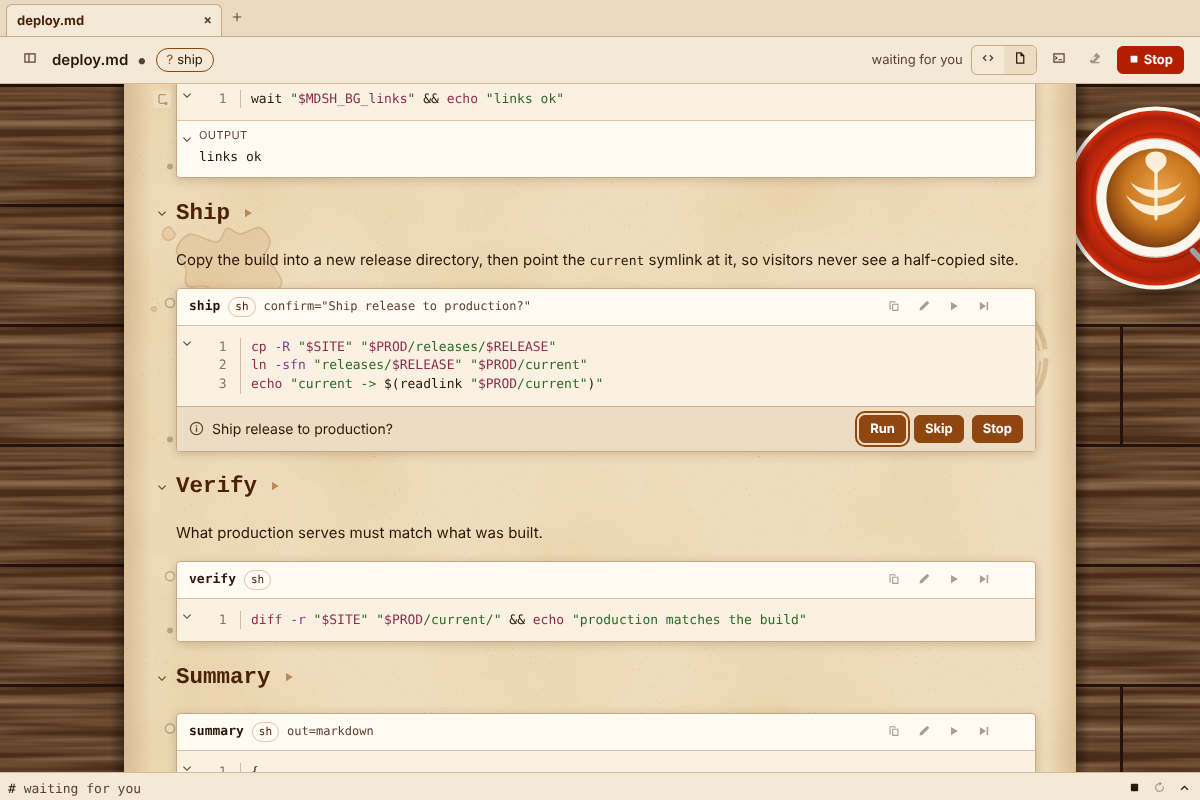 deploy.md × +
deploy.md • ? ship waiting for you Stop
1 wait "$MDSH_BG_links" && echo "links ok"
OUTPUT
links ok
Ship
Copy the build into a new release directory, then point the current symlink at it, so visitors never see a half-copied site.
ship sh confirm="Ship release to production?"
1 cp -R "$SITE" "$PROD/releases/$RELEASE"
2 ln -sfn "releases/$RELEASE" "$PROD/current"
3 echo "current -> $(readlink "$PROD/current")"
Ship release to production? Run Skip Stop
Verify
What production serves must match what was built.
verify sh
1 diff -r "$SITE" "$PROD/current/" && echo "production matches the build"
Summary
summary sh out=markdown
1 {
# waiting for you